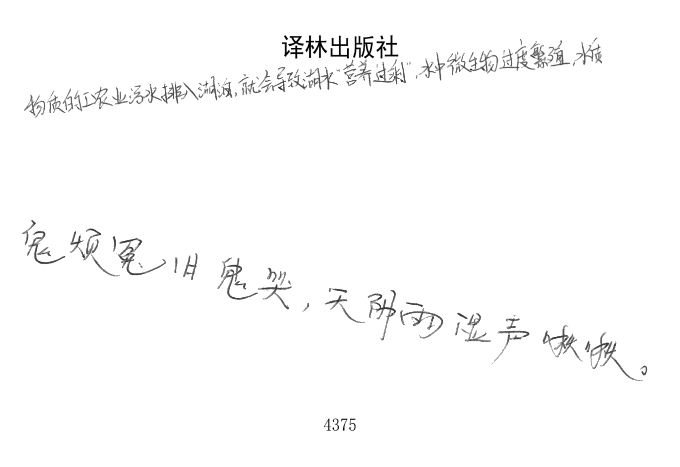 译林出版社
物质的工农业污水排入湖泊,就会导致湖水"营养过剩",水中微生物过度繁殖,水质
鬼烦冤旧鬼哭,天阴雨湿声啾啾。
4375